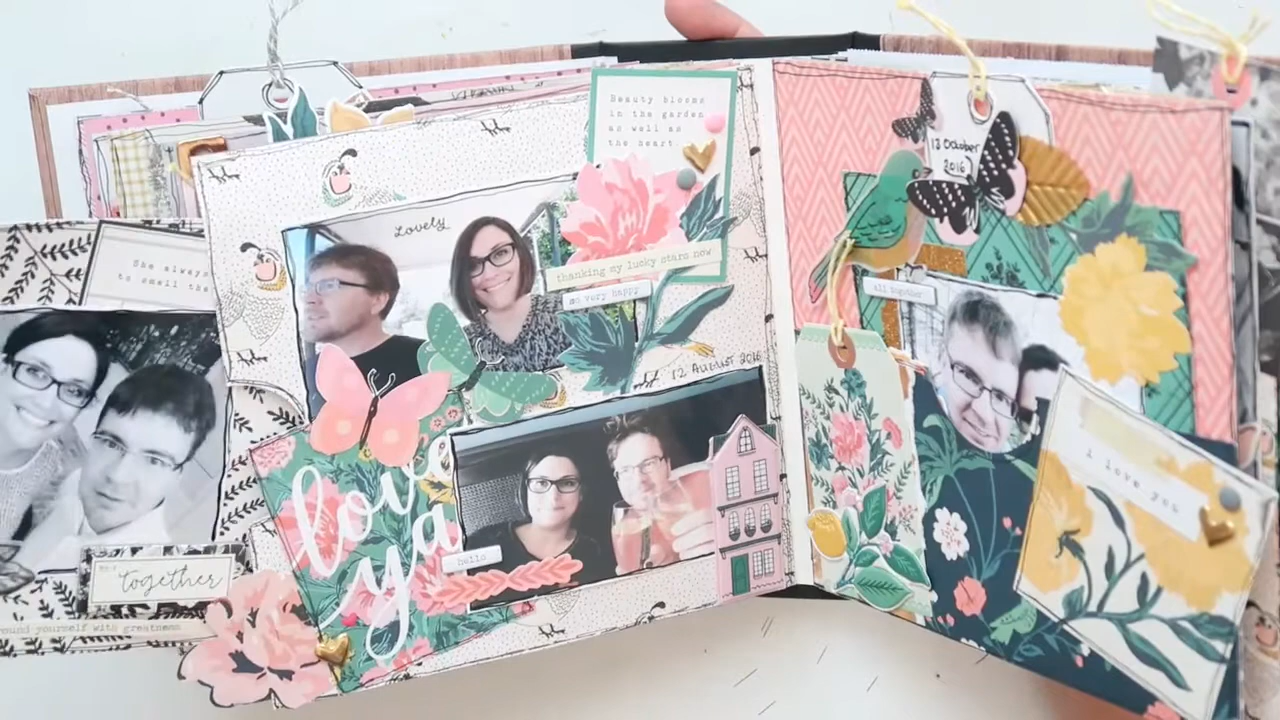 She always
to smell the
together
ound yourself with greatness
Lovely
Beauty blooms
in the garden
as well as
the heart.
thanking my lucky stars now
so very happy
12 August 2016
love
ya
hello
13 October
2016
all together
i love you